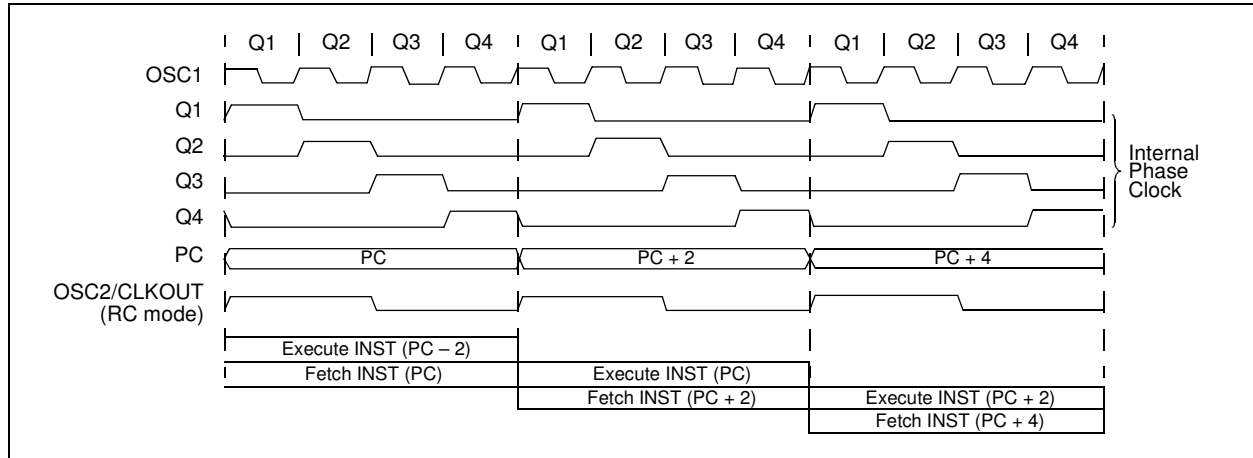 Q1 Q2 Q3 Q4 Q1 Q2 Q3 Q4 Q1 Q2 Q3 Q4
OSC1
Q1
Q2
Q3
Q4
Internal
Phase
Clock
PC PC PC + 2 PC + 4
OSC2/CLKOUT
(RC mode)
Execute INST (PC – 2)
Fetch INST (PC) Execute INST (PC)
Fetch INST (PC + 2) Execute INST (PC + 2)
Fetch INST (PC + 4)